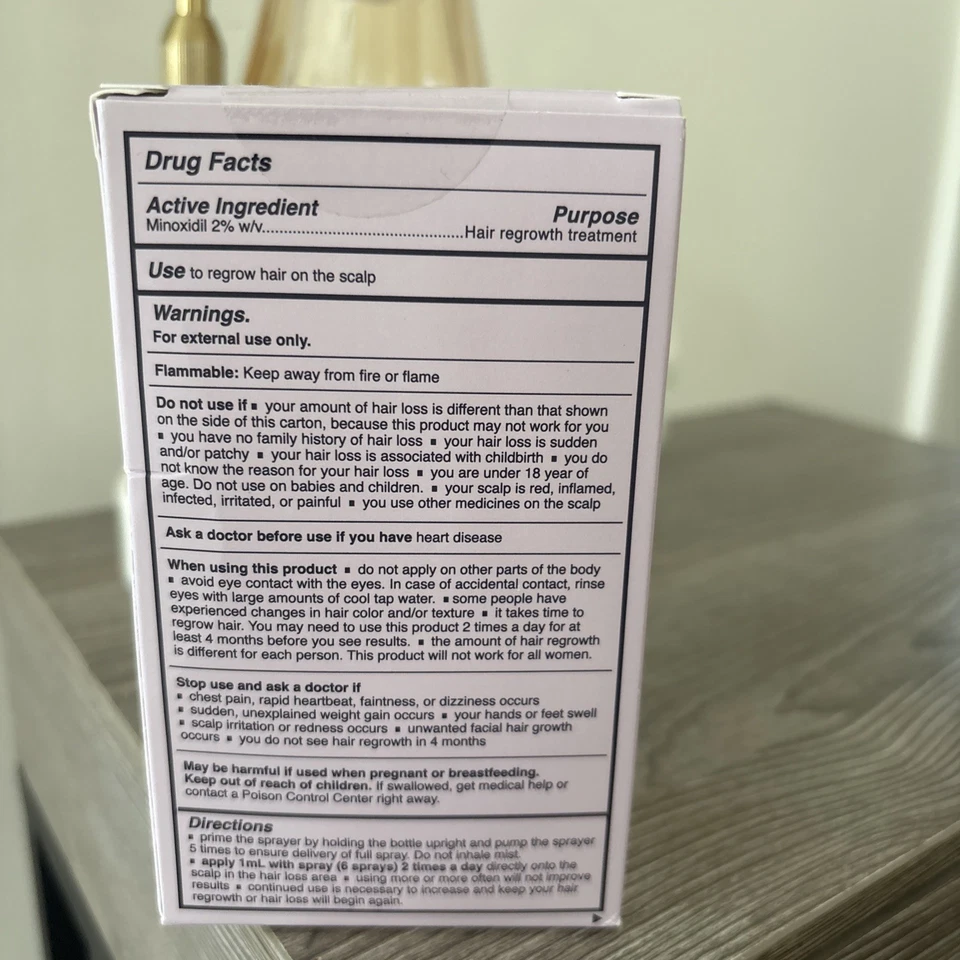 Drug Facts
Active Ingredient Purpose
Minoxidil 2% w/v..............................................Hair regrowth treatment
Use to regrow hair on the scalp
Warnings.
For external use only.
Flammable: Keep away from fire or flame
Do not use if ▪ your amount of hair loss is different than that shown
on the side of this carton, because this product may not work for you
▪ you have no family history of hair loss ▪ your hair loss is sudden
and/or patchy ▪ your hair loss is associated with childbirth ▪ you do
not know the reason for your hair loss ▪ you are under 18 year of
age. Do not use on babies and children. ▪ your scalp is red, inflamed,
infected, irritated, or painful ▪ you use other medicines on the scalp
Ask a doctor before use if you have heart disease
When using this product ▪ do not apply on other parts of the body
▪ avoid eye contact with the eyes. In case of accidental contact, rinse
eyes with large amounts of cool tap water. ▪ some people have
experienced changes in hair color and/or texture ▪ it takes time to
regrow hair. You may need to use this product 2 times a day for at
least 4 months before you see results. ▪ the amount of hair regrowth
is different for each person. This product will not work for all women.
Stop use and ask a doctor if
▪ chest pain, rapid heartbeat, faintness, or dizziness occurs
▪ sudden, unexplained weight gain occurs ▪ your hands or feet swell
▪ scalp irritation or redness occurs ▪ unwanted facial hair growth
occurs ▪ you do not see hair regrowth in 4 months
May be harmful if used when pregnant or breastfeeding.
Keep out of reach of children. If swallowed, get medical help or
contact a Poison Control Center right away.
Directions
▪ prime the sprayer by holding the bottle upright and pump the sprayer
5 times to ensure delivery of full spray. Do not inhale mist.
▪ apply 1mL with spray (6 sprays) 2 times a day directly onto the
scalp in the hair loss area ▪ using more or more often will not improve
results ▪ continued use is necessary to increase and keep your hair
regrowth or hair loss will begin again.